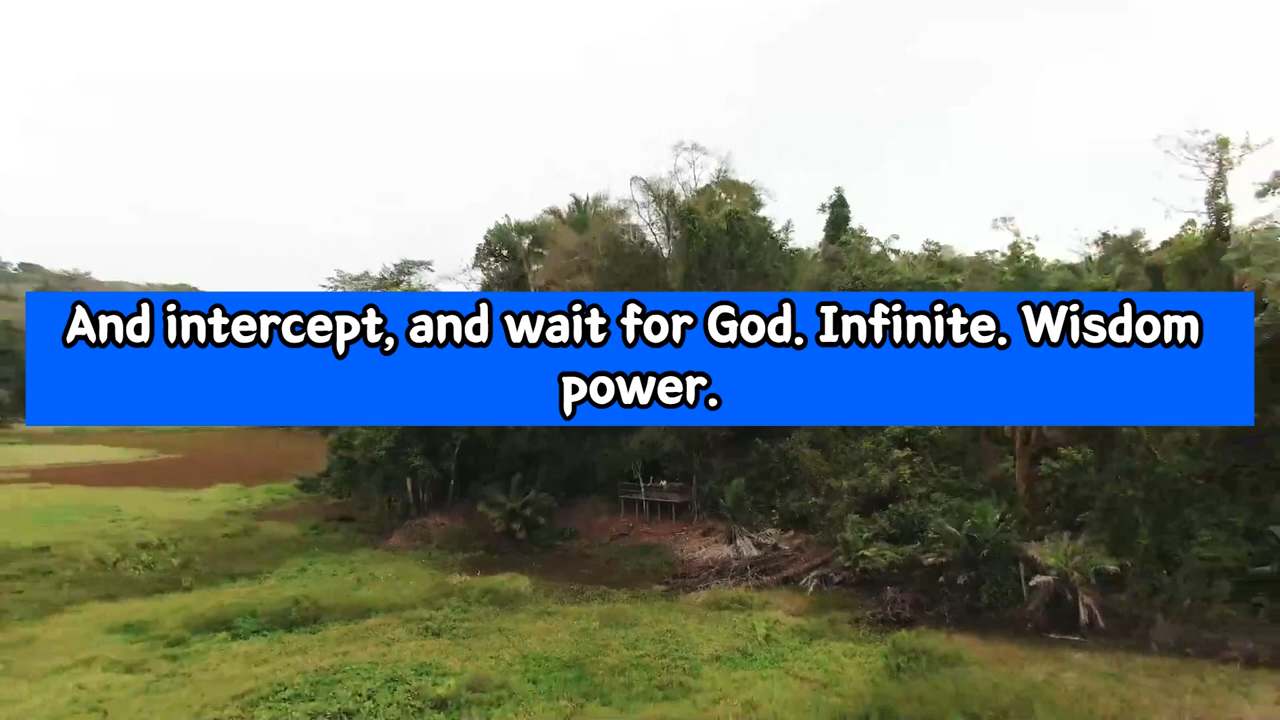 And intercept, and wait for God. Infinite. Wisdom
power.